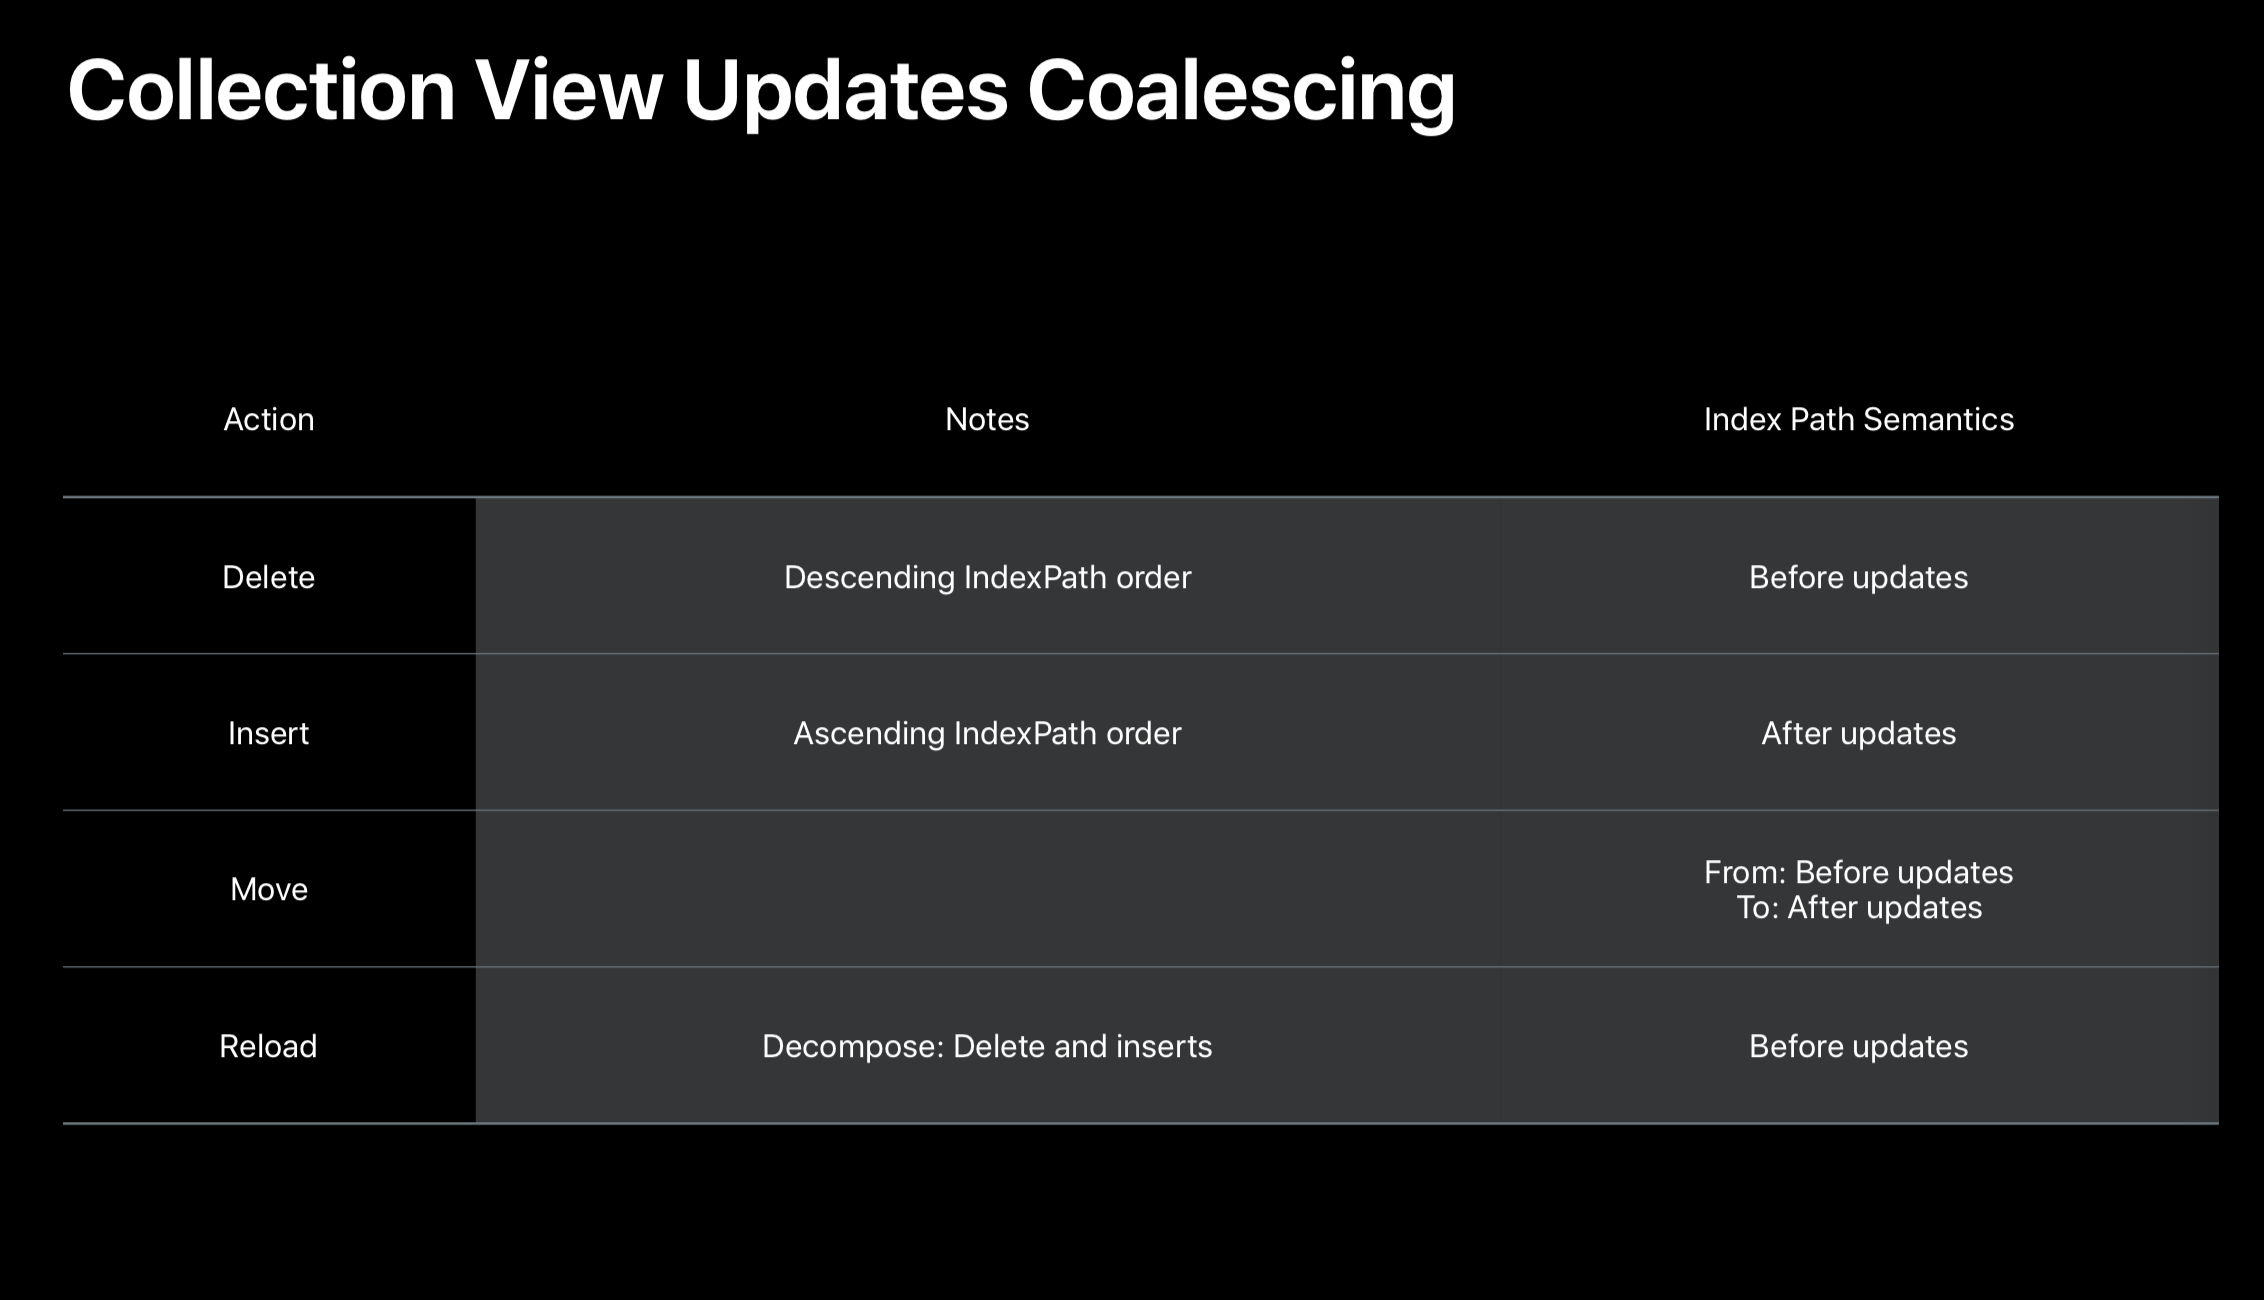 Collection View Updates Coalescing
Action Notes Index Path Semantics
Delete Descending IndexPath order Before updates
Insert Ascending IndexPath order After updates
Move From: Before updates
To: After updates
Reload Decompose: Delete and inserts Before updates